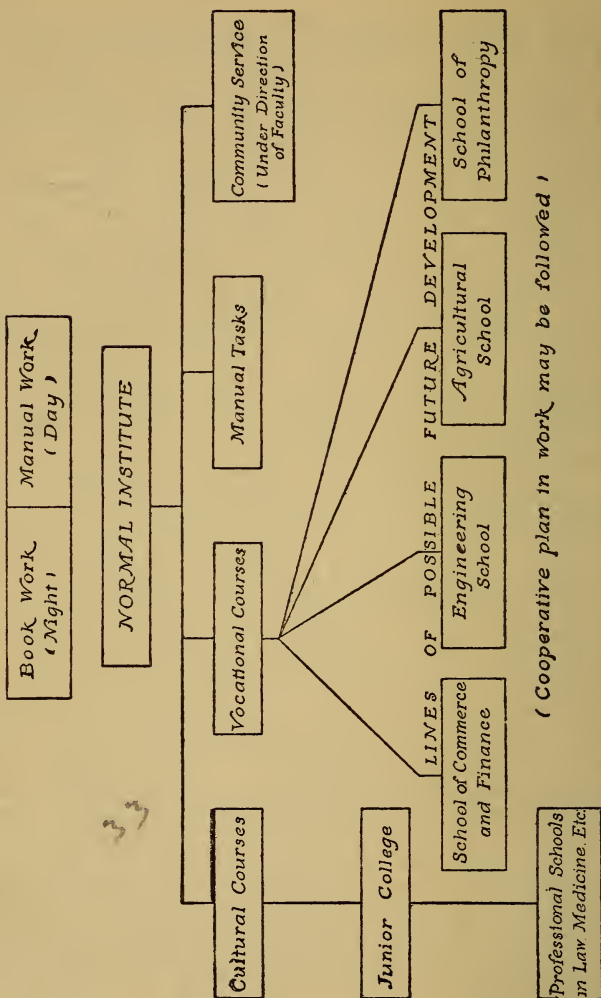 Book Work
(Night)
Manual Work
(Day)
NORMAL INSTITUTE
Cultural Courses
Vocational Courses
Manual Tasks
Community Service
(Under Direction
of Faculty)
Junior College
LINES OF POSSIBLE FUTURE DEVELOPMENT
School of Commerce
and Finance
Engineering
School
Agricultural
School
School of
Philanthropy
Professional Schools
in Law Medicine. Etc.
(Cooperative plan in work may be followed)